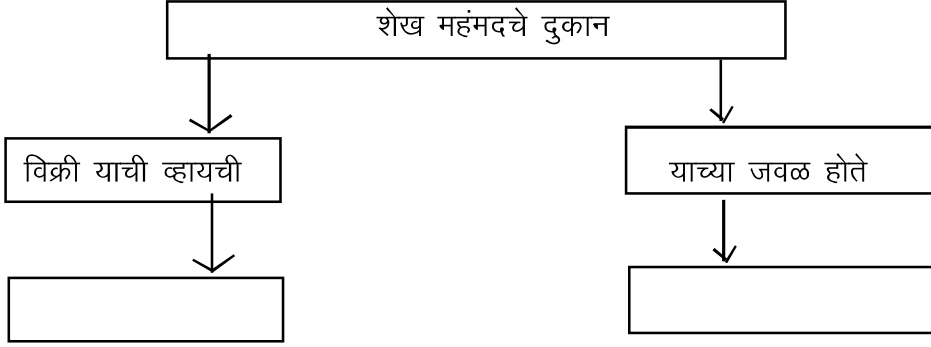 शेख महंमदचे दुकान
विक्री याची व्हायची
याच्या जवळ होते